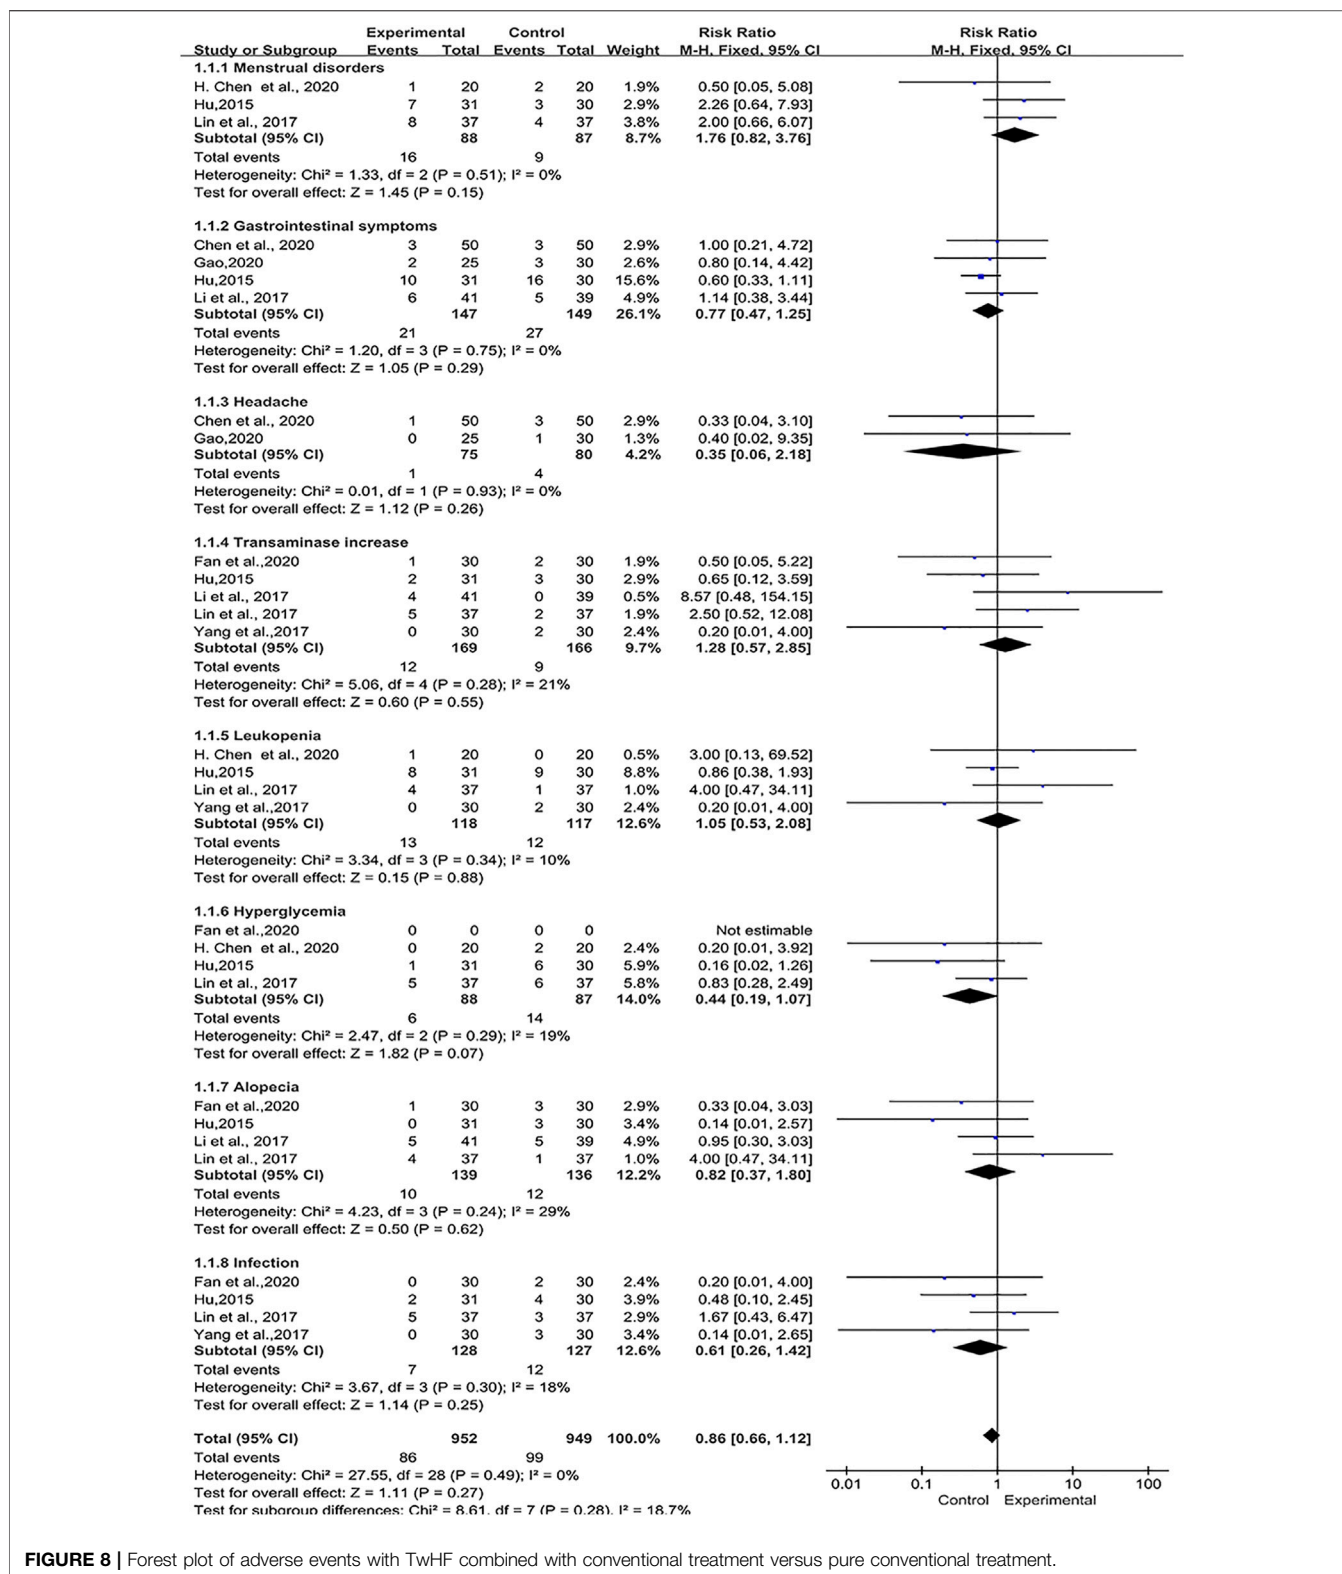 Experimental Control Risk Ratio Risk Ratio
Study or Subgroup Events Total Events Total Weight M-H, Fixed, 95% CI M-H, Fixed, 95% CI
1.1.1 Menstrual disorders
H. Chen et al., 2020 1 20 2 20 1.9% 0.50 [0.05, 5.08]
Hu,2015 7 31 3 30 2.9% 2.26 [0.64, 7.93]
Lin et al., 2017 8 37 4 37 3.8% 2.00 [0.66, 6.07]
Subtotal (95% CI) 88 87 8.7% 1.76 [0.82, 3.76]
Total events 16 9
Heterogeneity: Chi² = 1.33, df = 2 (P = 0.51); I² = 0%
Test for overall effect: Z = 1.45 (P = 0.15)
1.1.2 Gastrointestinal symptoms
Chen et al., 2020 3 50 3 50 2.9% 1.00 [0.21, 4.72]
Gao,2020 2 25 3 30 2.6% 0.80 [0.14, 4.42]
Hu,2015 10 31 16 30 15.6% 0.60 [0.33, 1.11]
Li et al., 2017 6 41 5 39 4.9% 1.14 [0.38, 3.44]
Subtotal (95% CI) 147 149 26.1% 0.77 [0.47, 1.25]
Total events 21 27
Heterogeneity: Chi² = 1.20, df = 3 (P = 0.75); I² = 0%
Test for overall effect: Z = 1.05 (P = 0.29)
1.1.3 Headache
Chen et al., 2020 1 50 3 50 2.9% 0.33 [0.04, 3.10]
Gao,2020 0 25 1 30 1.3% 0.40 [0.02, 9.35]
Subtotal (95% CI) 75 80 4.2% 0.35 [0.06, 2.18]
Total events 1 4
Heterogeneity: Chi² = 0.01, df = 1 (P = 0.93); I² = 0%
Test for overall effect: Z = 1.12 (P = 0.26)
1.1.4 Transaminase increase
Fan et al.,2020 1 30 2 30 1.9% 0.50 [0.05, 5.22]
Hu,2015 2 31 3 30 2.9% 0.65 [0.12, 3.59]
Li et al., 2017 4 41 0 39 0.5% 8.57 [0.48, 154.15]
Lin et al., 2017 5 37 2 37 1.9% 2.50 [0.52, 12.08]
Yang et al.,2017 0 30 2 30 2.4% 0.20 [0.01, 4.00]
Subtotal (95% CI) 169 166 9.7% 1.28 [0.57, 2.85]
Total events 12 9
Heterogeneity: Chi² = 5.06, df = 4 (P = 0.28); I² = 21%
Test for overall effect: Z = 0.60 (P = 0.55)
1.1.5 Leukopenia
H. Chen et al., 2020 1 20 0 20 0.5% 3.00 [0.13, 69.52]
Hu,2015 8 31 9 30 8.8% 0.86 [0.38, 1.93]
Lin et al., 2017 4 37 1 37 1.0% 4.00 [0.47, 34.11]
Yang et al.,2017 0 30 2 30 2.4% 0.20 [0.01, 4.00]
Subtotal (95% CI) 118 117 12.6% 1.05 [0.53, 2.08]
Total events 13 12
Heterogeneity: Chi² = 3.34, df = 3 (P = 0.34); I² = 10%
Test for overall effect: Z = 0.15 (P = 0.88)
1.1.6 Hyperglycemia
Fan et al.,2020 0 0 0 0 Not estimable
H. Chen et al., 2020 0 20 2 20 2.4% 0.20 [0.01, 3.92]
Hu,2015 1 31 6 30 5.9% 0.16 [0.02, 1.26]
Lin et al., 2017 5 37 6 37 5.8% 0.83 [0.28, 2.49]
Subtotal (95% CI) 88 87 14.0% 0.44 [0.19, 1.07]
Total events 6 14
Heterogeneity: Chi² = 2.47, df = 2 (P = 0.29); I² = 19%
Test for overall effect: Z = 1.82 (P = 0.07)
1.1.7 Alopecia
Fan et al.,2020 1 30 3 30 2.9% 0.33 [0.04, 3.03]
Hu,2015 0 31 3 30 3.4% 0.14 [0.01, 2.57]
Li et al., 2017 5 41 5 39 4.9% 0.95 [0.30, 3.03]
Lin et al., 2017 4 37 1 37 1.0% 4.00 [0.47, 34.11]
Subtotal (95% CI) 139 136 12.2% 0.82 [0.37, 1.80]
Total events 10 12
Heterogeneity: Chi² = 4.23, df = 3 (P = 0.24); I² = 29%
Test for overall effect: Z = 0.50 (P = 0.62)
1.1.8 Infection
Fan et al.,2020 0 30 2 30 2.4% 0.20 [0.01, 4.00]
Hu,2015 2 31 4 30 3.9% 0.48 [0.10, 2.45]
Lin et al., 2017 5 37 3 37 2.9% 1.67 [0.43, 6.47]
Yang et al.,2017 0 30 3 30 3.4% 0.14 [0.01, 2.65]
Subtotal (95% CI) 128 127 12.6% 0.61 [0.26, 1.42]
Total events 7 12
Heterogeneity: Chi² = 3.67, df = 3 (P = 0.30); I² = 18%
Test for overall effect: Z = 1.14 (P = 0.25)
Total (95% CI) 952 949 100.0% 0.86 [0.66, 1.12]
Total events 86 99
Heterogeneity: Chi² = 27.55, df = 28 (P = 0.49); I² = 0%
Test for overall effect: Z = 1.11 (P = 0.27)
Test for subgroup differences: Chi² = 8.61, df = 7 (P = 0.28), I² = 18.7%
0.01 0.1 1 10 100
Control Experimental
FIGURE 8 | Forest plot of adverse events with TwHF combined with conventional treatment versus pure conventional treatment.